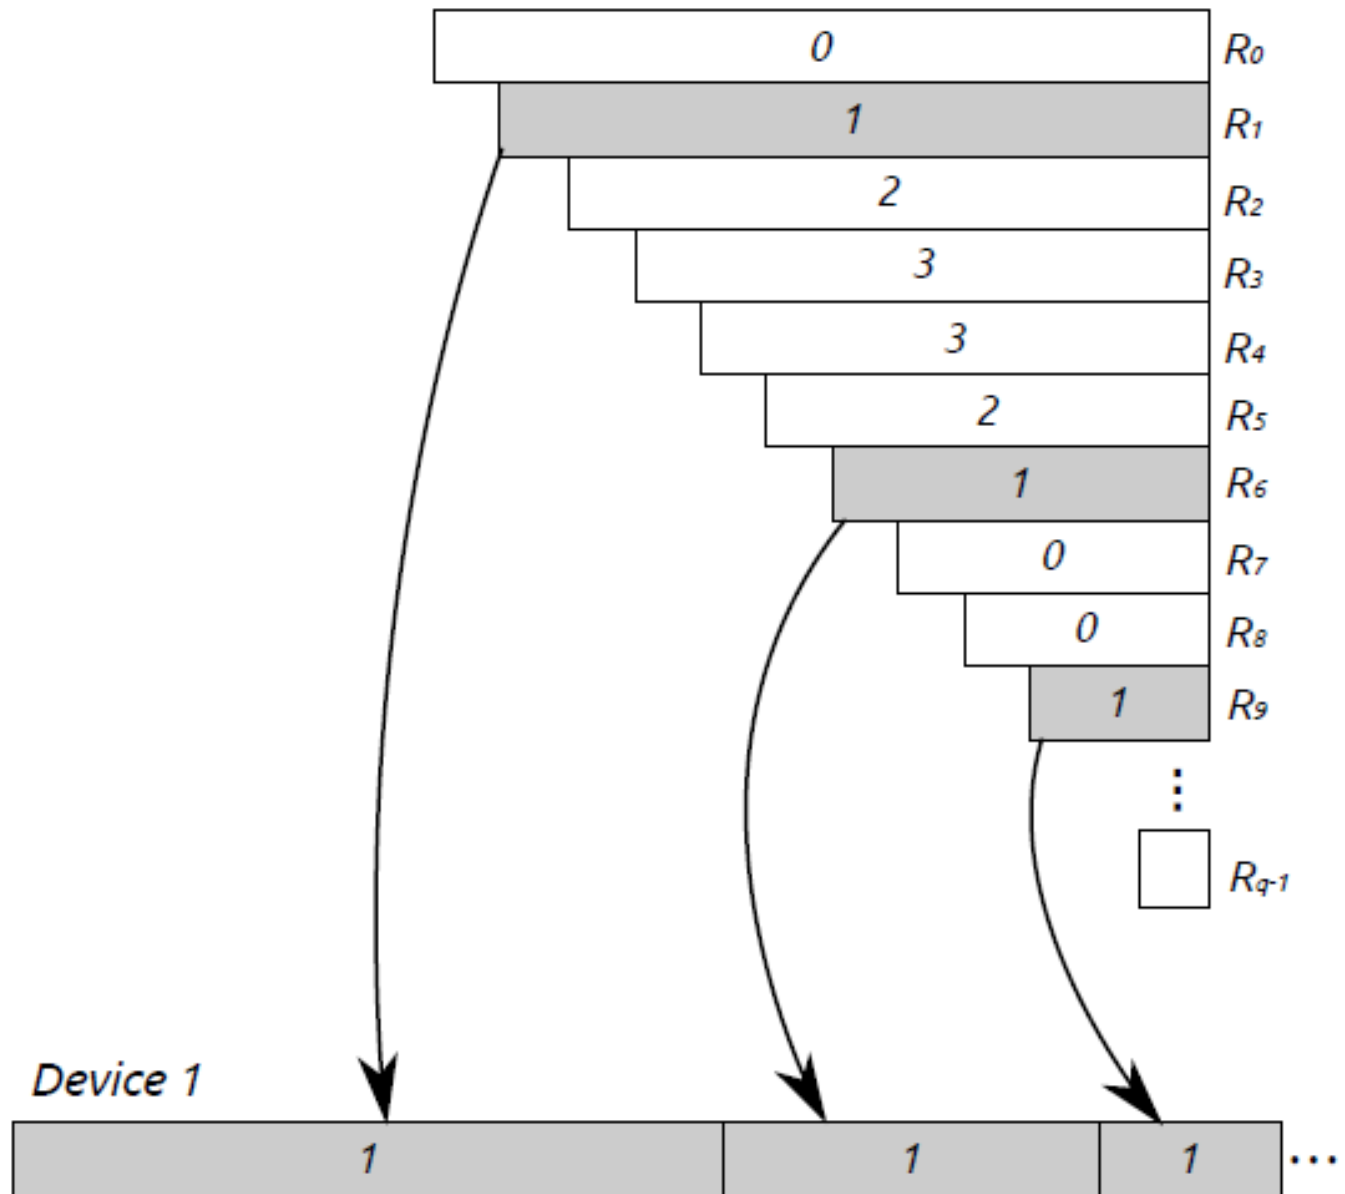 0 R₀
1 R₁
2 R₂
3 R₃
3 R₄
2 R₅
1 R₆
0 R₇
0 R₈
1 R₉
⋮
R_q-1
Device 1
1 1 1 ...